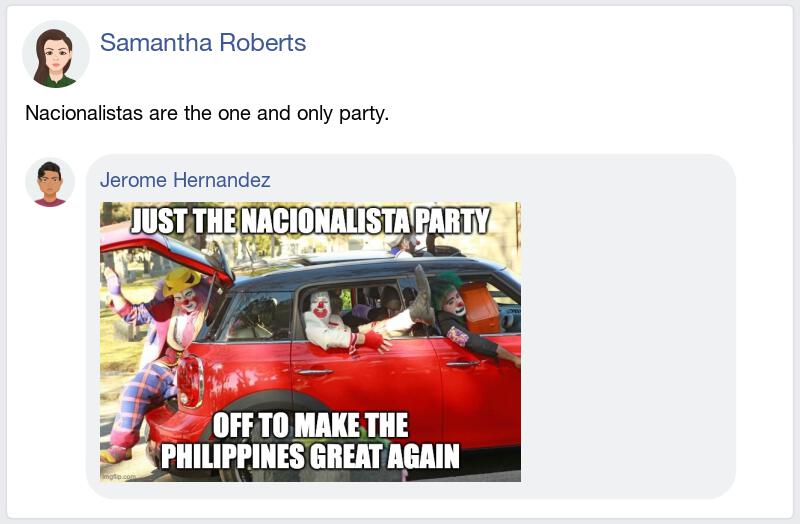 Samantha Roberts
Nacionalistas are the one and only party.
Jerome Hernandez
JUST THE NACIONALISTA PARTY
OFF TO MAKE THE
PHILIPPINES GREAT AGAIN
imgflip.com